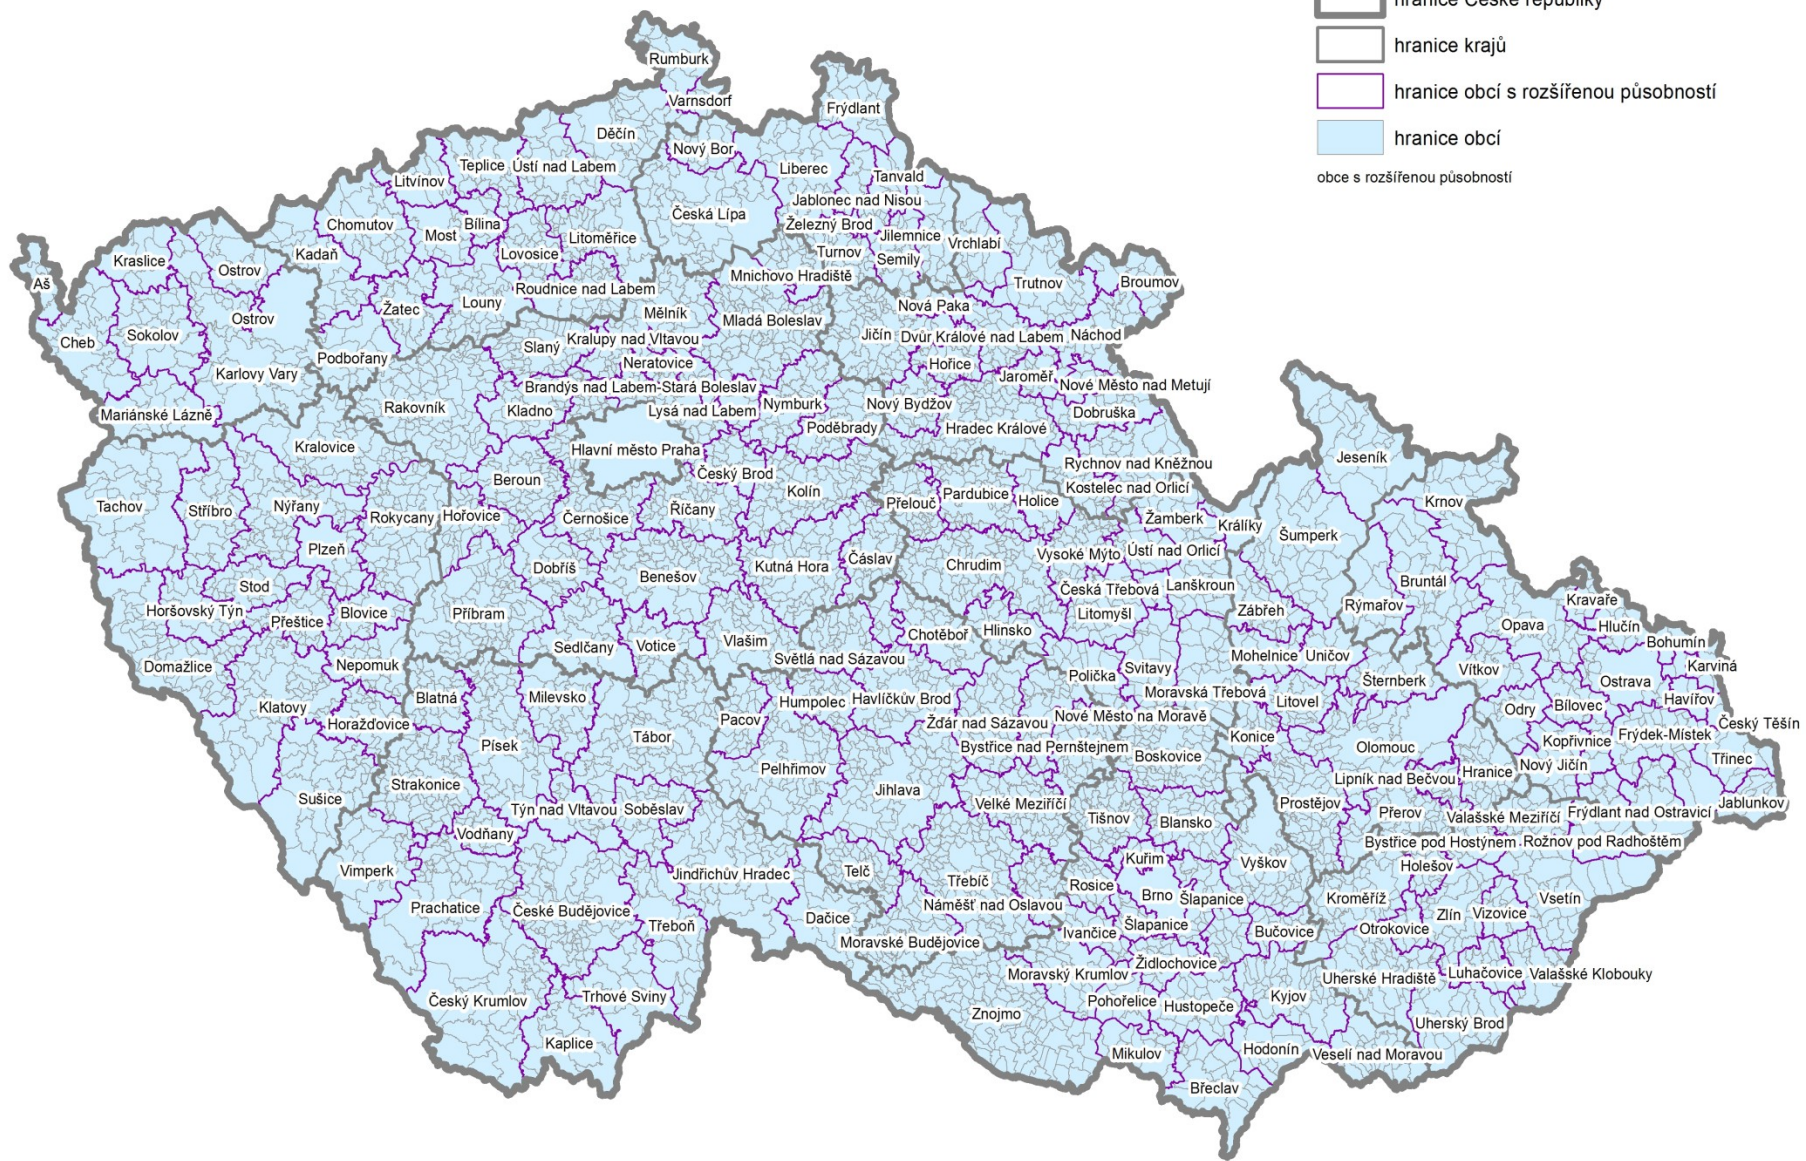 hranice České republiky
hranice krajů
hranice obcí s rozšířenou působností
hranice obcí
obce s rozšířenou působností
Rumburk
Varnsdorf
Frýdlant
Děčín
Nový Bor
Teplice
Ústí nad Labem
Liberec
Litvínov
Tanvald
Jablonec nad Nisou
Česká Lípa
Chomutov
Bílina
Most
Litoměřice
Železný Brod
Jilemnice
Vrchlabí
Kadaň
Lovosice
Turnov
Semily
Kraslice
Ostrov
Mnichovo Hradiště
Aš
Roudnice nad Labem
Trutnov
Broumov
Louny
Žatec
Nová Paka
Ostrov
Mělník
Mladá Boleslav
Cheb
Sokolov
Jičín
Dvůr Králové nad Labem
Náchod
Slaný
Kralupy nad Vltavou
Podbořany
Neratovice
Hořice
Karlovy Vary
Jaroměř
Brandýs nad Labem-Stará Boleslav
Nové Město nad Metují
Mariánské Lázně
Rakovník
Kladno
Lysá nad Labem
Nymburk
Nový Bydžov
Dobruška
Poděbrady
Hradec Králové
Kralovice
Hlavní město Praha
Jeseník
Český Brod
Rychnov nad Kněžnou
Beroun
Kolín
Kostelec nad Orlicí
Pardubice
Tachov
Stříbro
Nýřany
Přelouč
Holice
Krnov
Rokycany
Hořovice
Černošice
Říčany
Žamberk
Králíky
Šumperk
Plzeň
Vysoké Mýto
Ústí nad Orlicí
Dobříš
Benešov
Kutná Hora
Čáslav
Chrudim
Stod
Česká Třebová
Lanškroun
Bruntál
Horšovský Týn
Blovice
Příbram
Litomyšl
Zábřeh
Rýmařov
Kravaře
Přeštice
Opava
Hlučín
Chotěboř
Hlinsko
Sedlčany
Votice
Vlašim
Bohumín
Domažlice
Nepomuk
Světlá nad Sázavou
Svitavy
Mohelnice
Uničov
Vítkov
Karviná
Polička
Šternberk
Ostrava
Blatná
Milevsko
Humpolec
Havlíčkův Brod
Moravská Třebová
Litovel
Havířov
Klatovy
Odry
Bílovec
Horažďovice
Pacov
Žďár nad Sázavou
Nové Město na Moravě
Český Těšín
Písek
Tábor
Konice
Frýdek-Místek
Bystřice nad Pernštejnem
Olomouc
Kopřivnice
Boskovice
Třinec
Pelhřimov
Nový Jičín
Hranice
Strakonice
Lipník nad Bečvou
Jihlava
Sušice
Velké Meziříčí
Prostějov
Jablunkov
Týn nad Vltavou
Soběslav
Přerov
Frýdlant nad Ostravicí
Tišnov
Blansko
Valašské Meziříčí
Vodňany
Bystřice pod Hostýnem
Rožnov pod Radhoštěm
Kuřim
Vyškov
Vimperk
Telč
Holešov
Jindřichův Hradec
Třebíč
Rosice
Brno
Šlapanice
Kroměříž
Vsetín
Prachatice
České Budějovice
Náměšť nad Oslavou
Zlín
Vizovice
Dačice
Třeboň
Šlapanice
Ivančice
Bučovice
Otrokovice
Moravské Budějovice
Židlochovice
Moravský Krumlov
Uherské Hradiště
Luhačovice
Valašské Klobouky
Český Krumlov
Trhové Sviny
Pohořelice
Hustopeče
Kyjov
Znojmo
Uherský Brod
Kaplice
Mikulov
Hodonín
Veselí nad Moravou
Břeclav